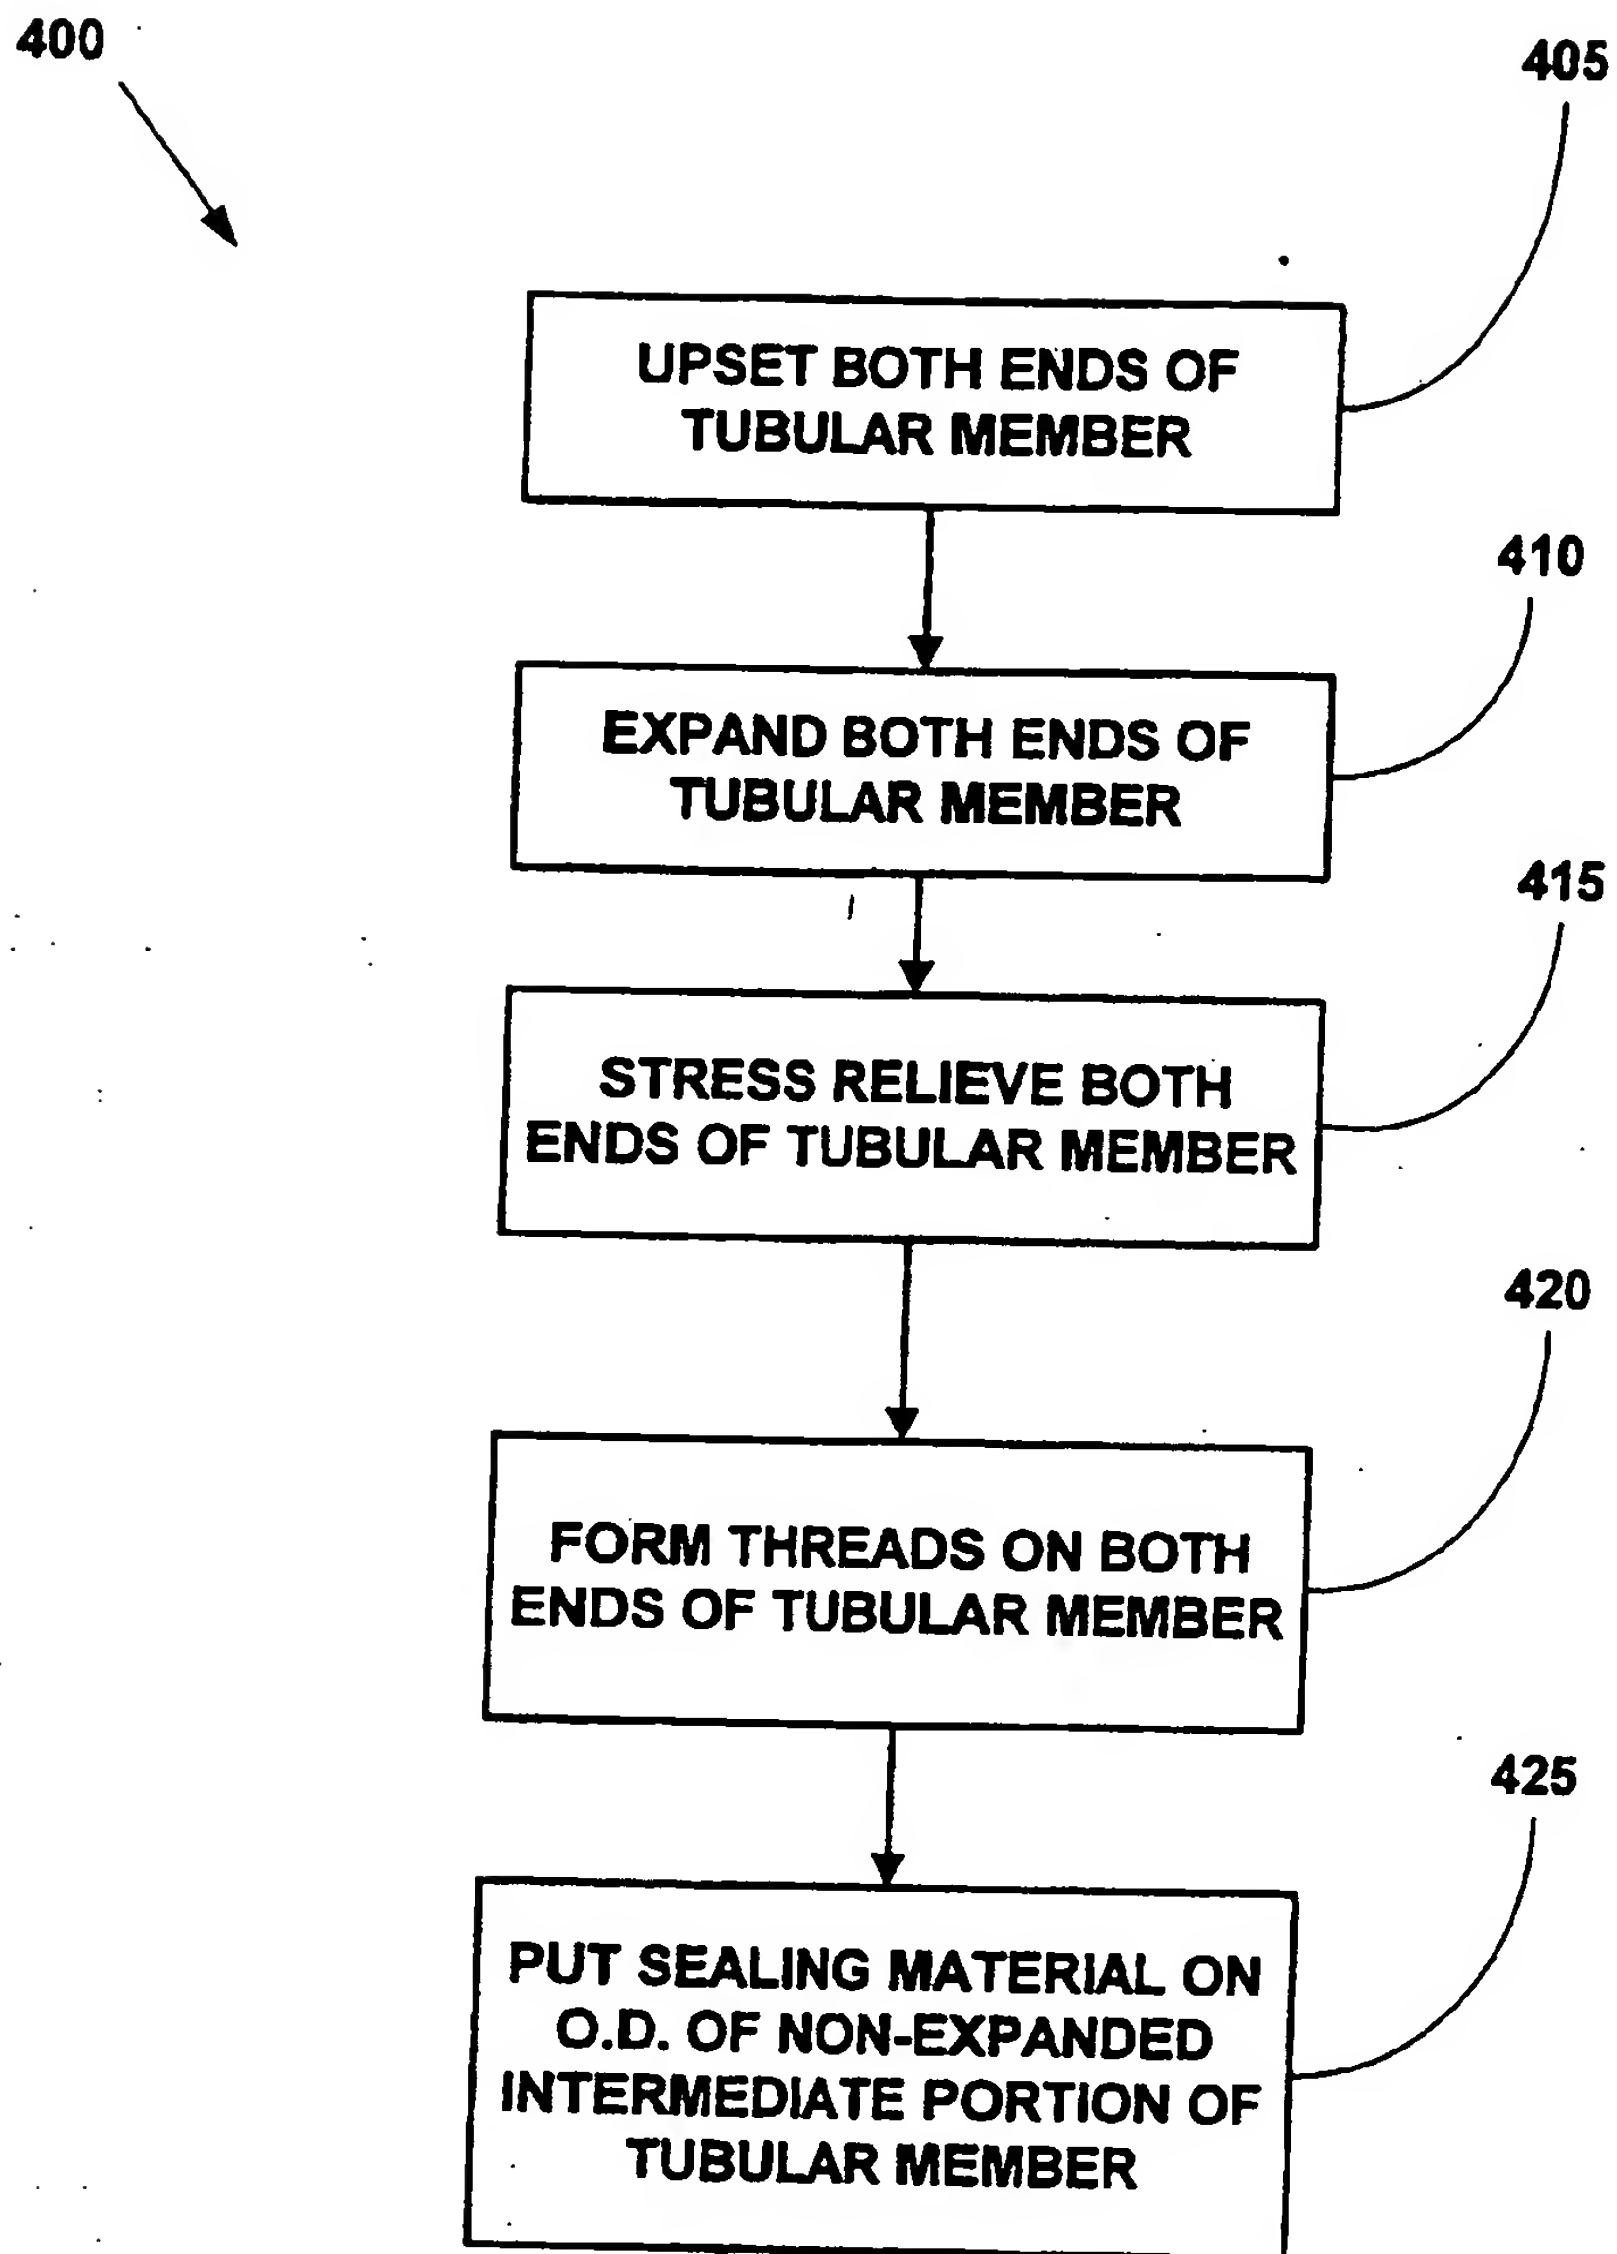 400
405
UPSET BOTH ENDS OF
TUBULAR MEMBER
410
EXPAND BOTH ENDS OF
TUBULAR MEMBER
415
STRESS RELIEVE BOTH
ENDS OF TUBULAR MEMBER
420
FORM THREADS ON BOTH
ENDS OF TUBULAR MEMBER
425
PUT SEALING MATERIAL ON
O.D. OF NON-EXPANDED
INTERMEDIATE PORTION OF
TUBULAR MEMBER